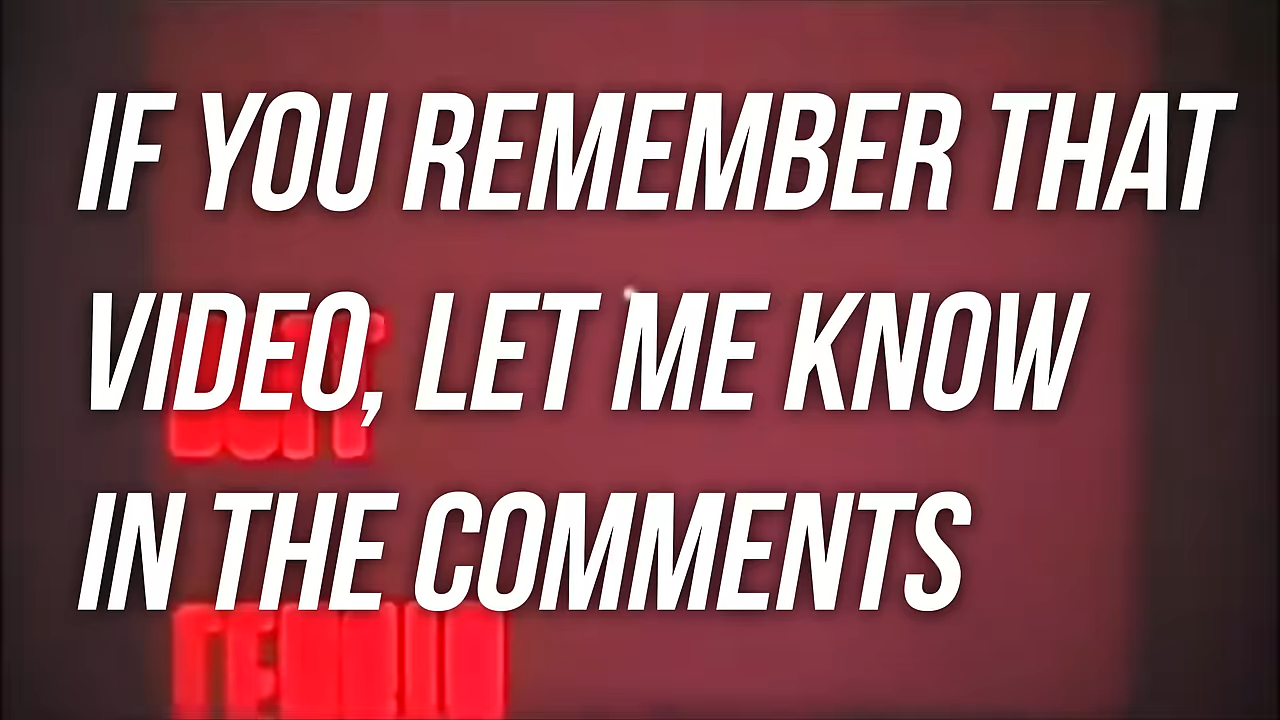 IF YOU REMEMBER THAT
VIDEO, LET ME KNOW
IN THE COMMENTS